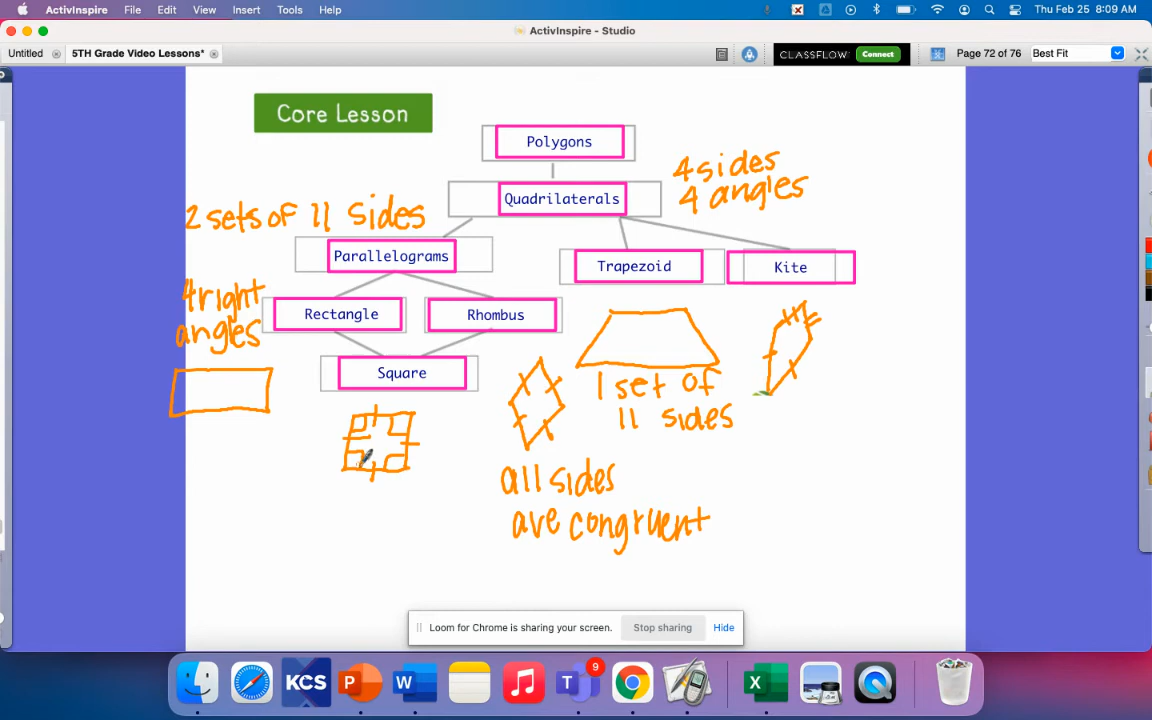 ActivInspire File Edit View Insert Tools Help Thu Feb 25 8:09 AM
ActivInspire - Studio
Untitled 5TH Grade Video Lessons* CLASSFLOW Connect Page 72 of 76 Best Fit
Core Lesson
Polygons
4 sides
4 angles
Quadrilaterals
2 sets of || sides
Parallelograms
Trapezoid
Kite
4 right
angles
Rectangle
Rhombus
Square
1 set of
|| sides
all sides
are congruent
Loom for Chrome is sharing your screen. Stop sharing Hide
KCS P W T 9 X